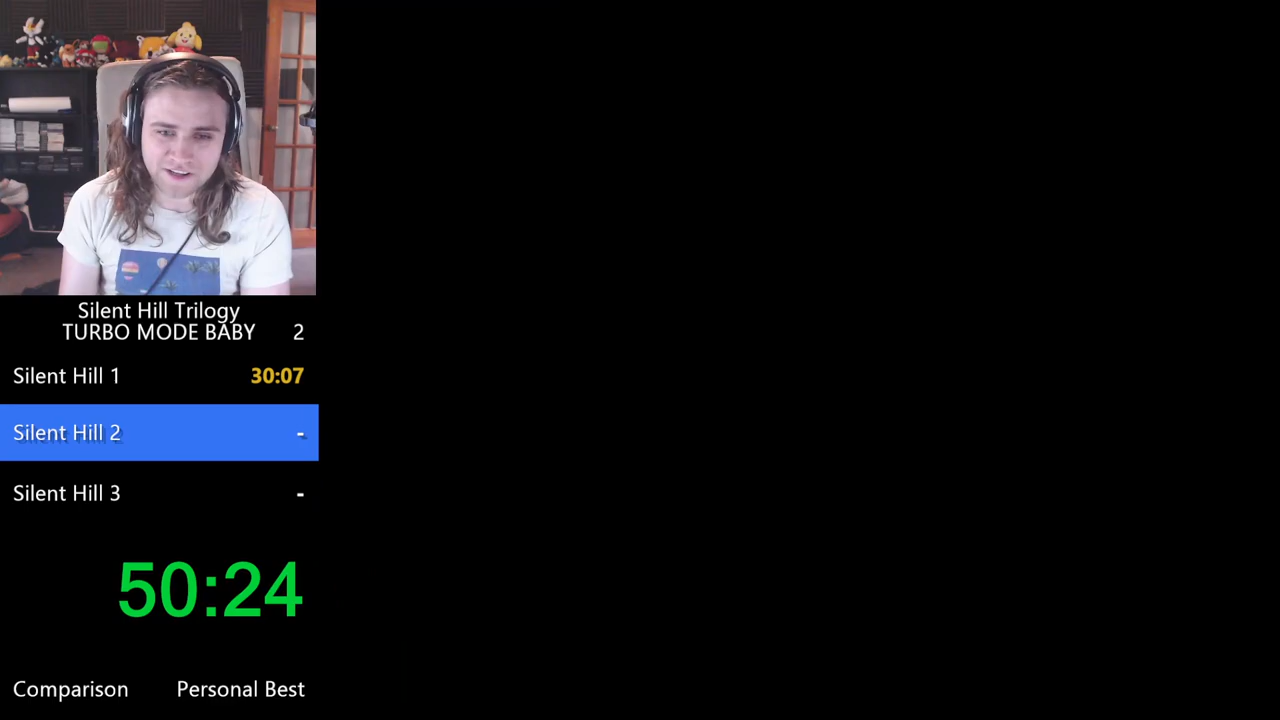 Silent Hill Trilogy
TURBO MODE BABY 2
Silent Hill 1 30:07
Silent Hill 2 -
Silent Hill 3 -
50:24
Comparison Personal Best